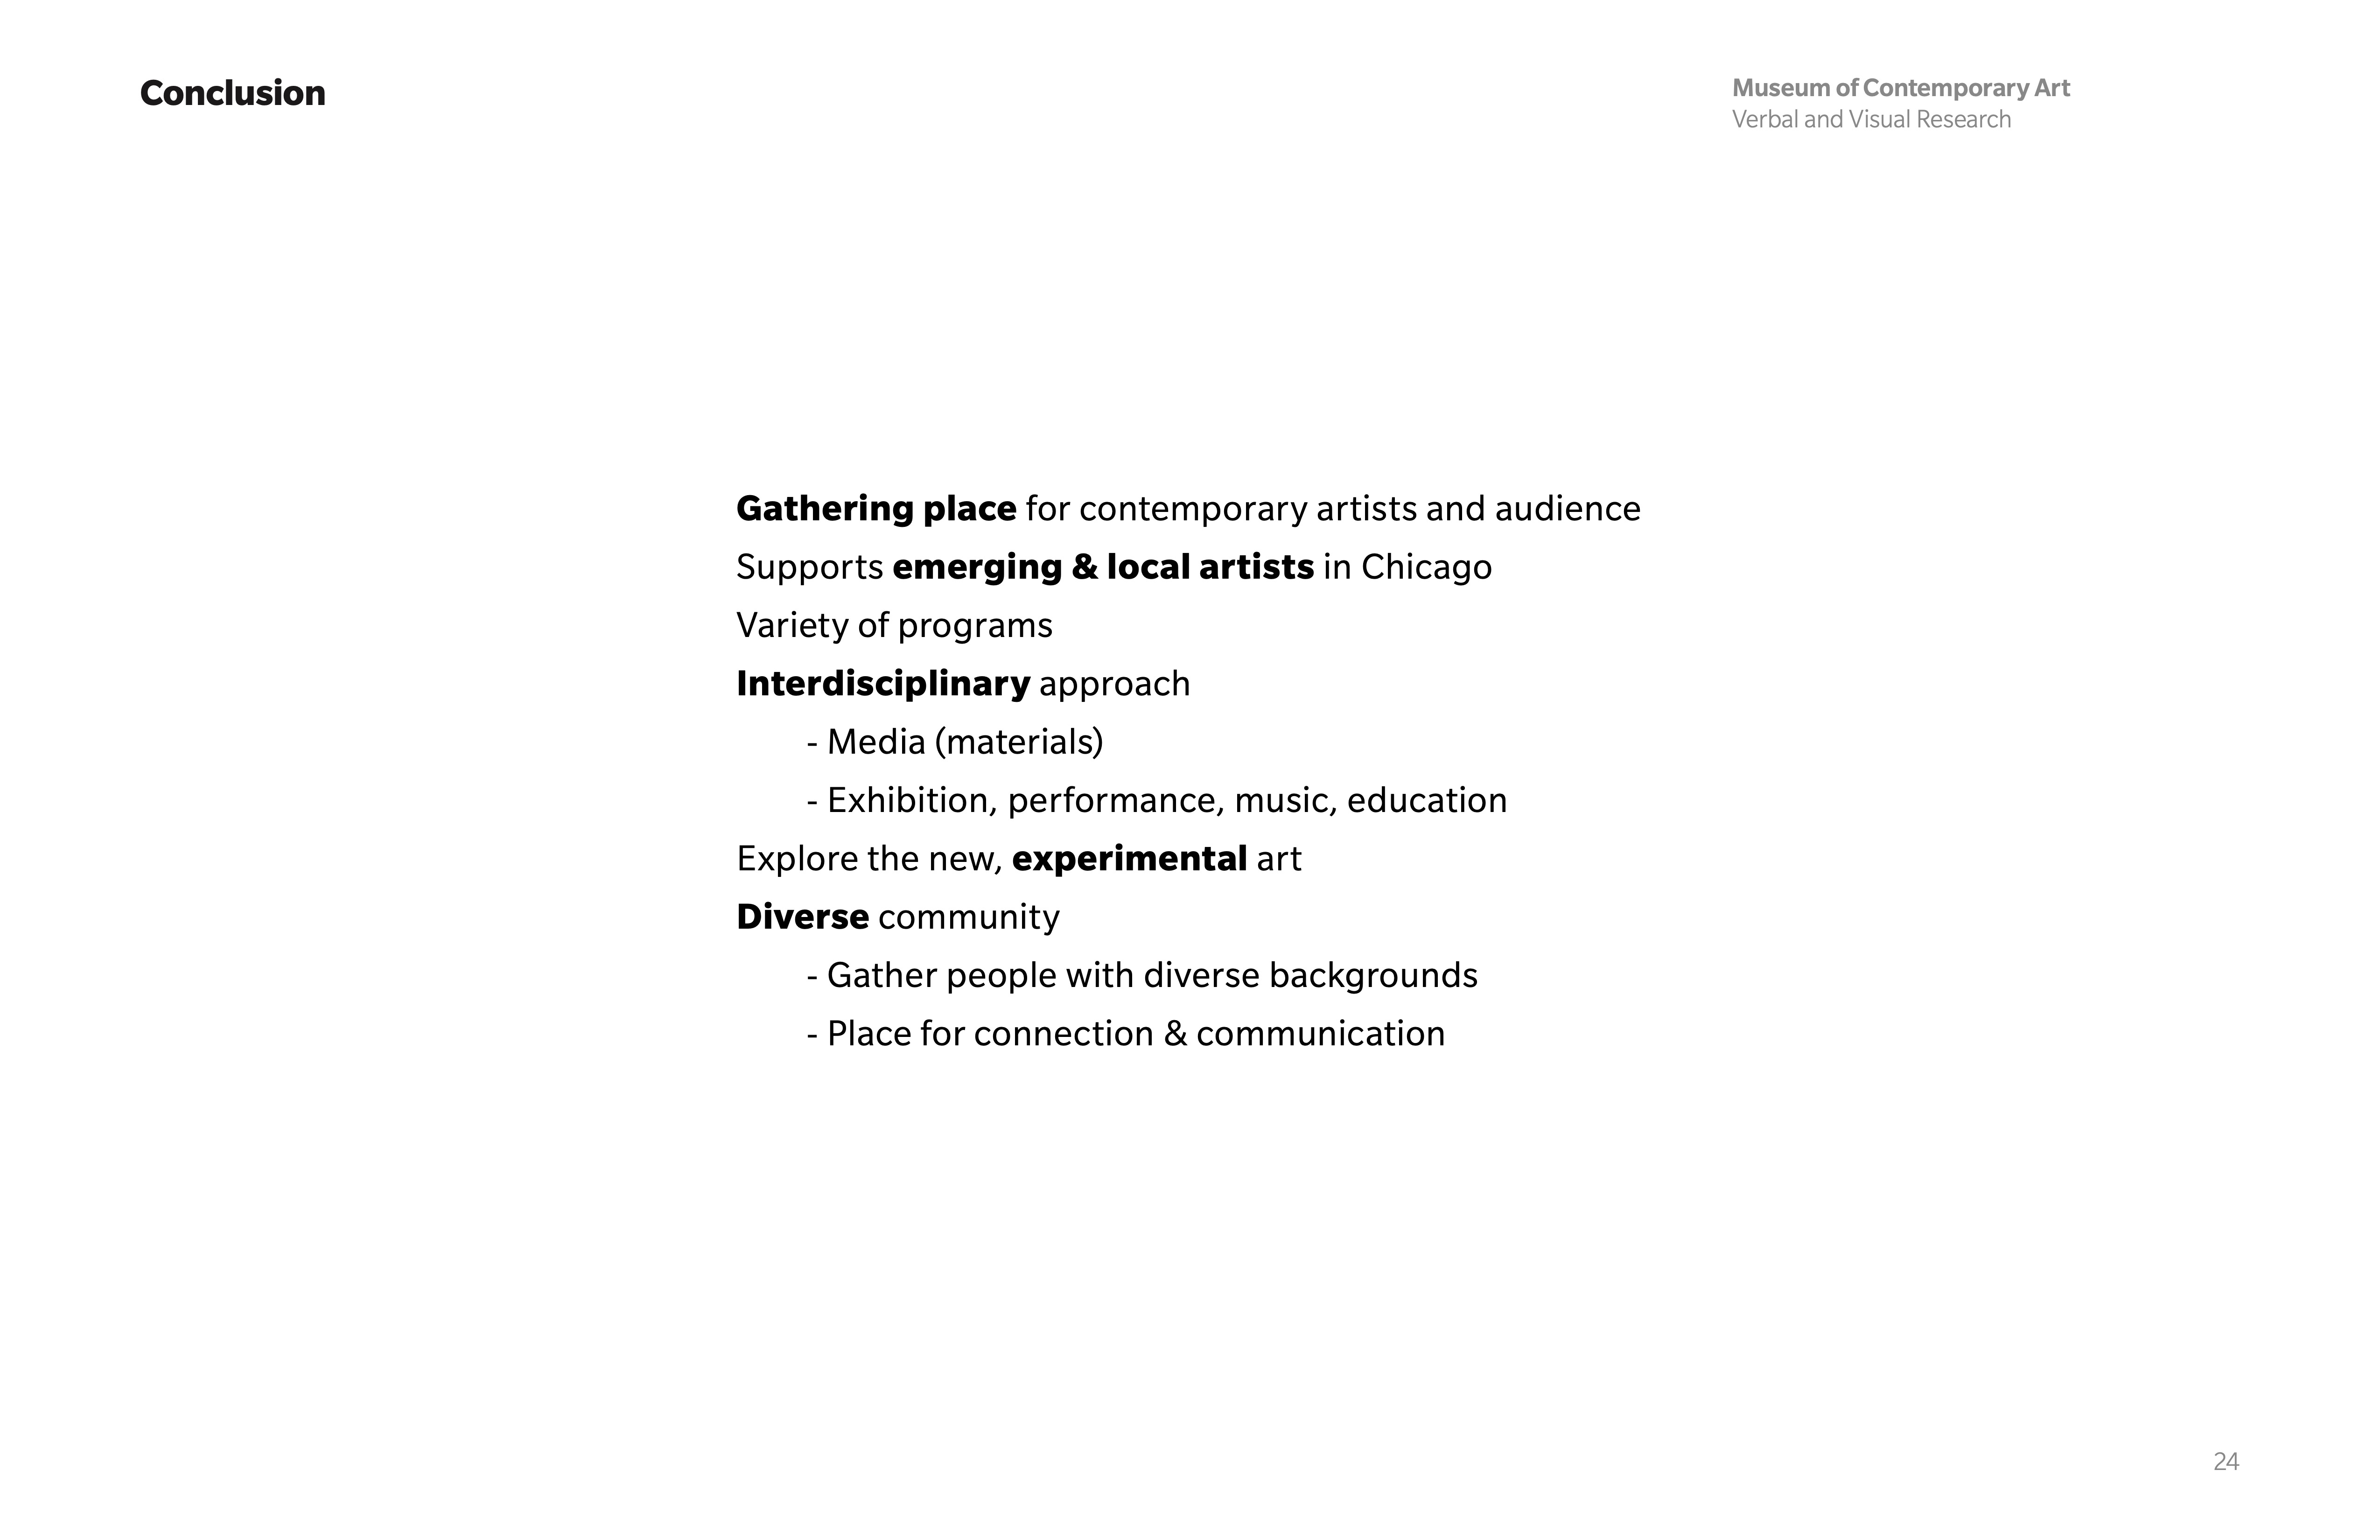 Conclusion
Museum of Contemporary Art
Verbal and Visual Research
Gathering place for contemporary artists and audience
Supports emerging & local artists in Chicago
Variety of programs
Interdisciplinary approach
- Media (materials)
- Exhibition, performance, music, education
Explore the new, experimental art
Diverse community
- Gather people with diverse backgrounds
- Place for connection & communication
24